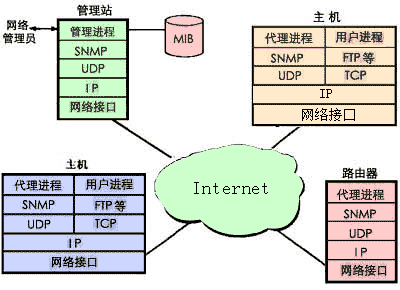 网络
管理员
管理站
管理进程
SNMP
UDP
IP
网络接口
MIB
主 机
代理进程 用户进程
SNMP FTP 等
UDP TCP
IP
网络接口
Internet
主机
代理进程 用户进程
SNMP FTP 等
UDP TCP
IP
网络接口
路由器
代理进程
SNMP
UDP
IP
网络接口